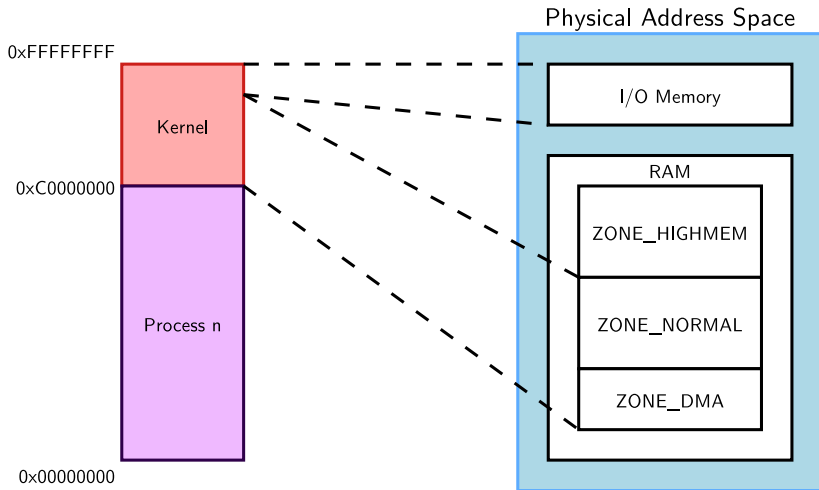 Physical Address Space
0xFFFFFFFF
I/O Memory
Kernel
RAM
0xC0000000
ZONE_HIGHMEM
Process n
ZONE_NORMAL
ZONE_DMA
0x00000000